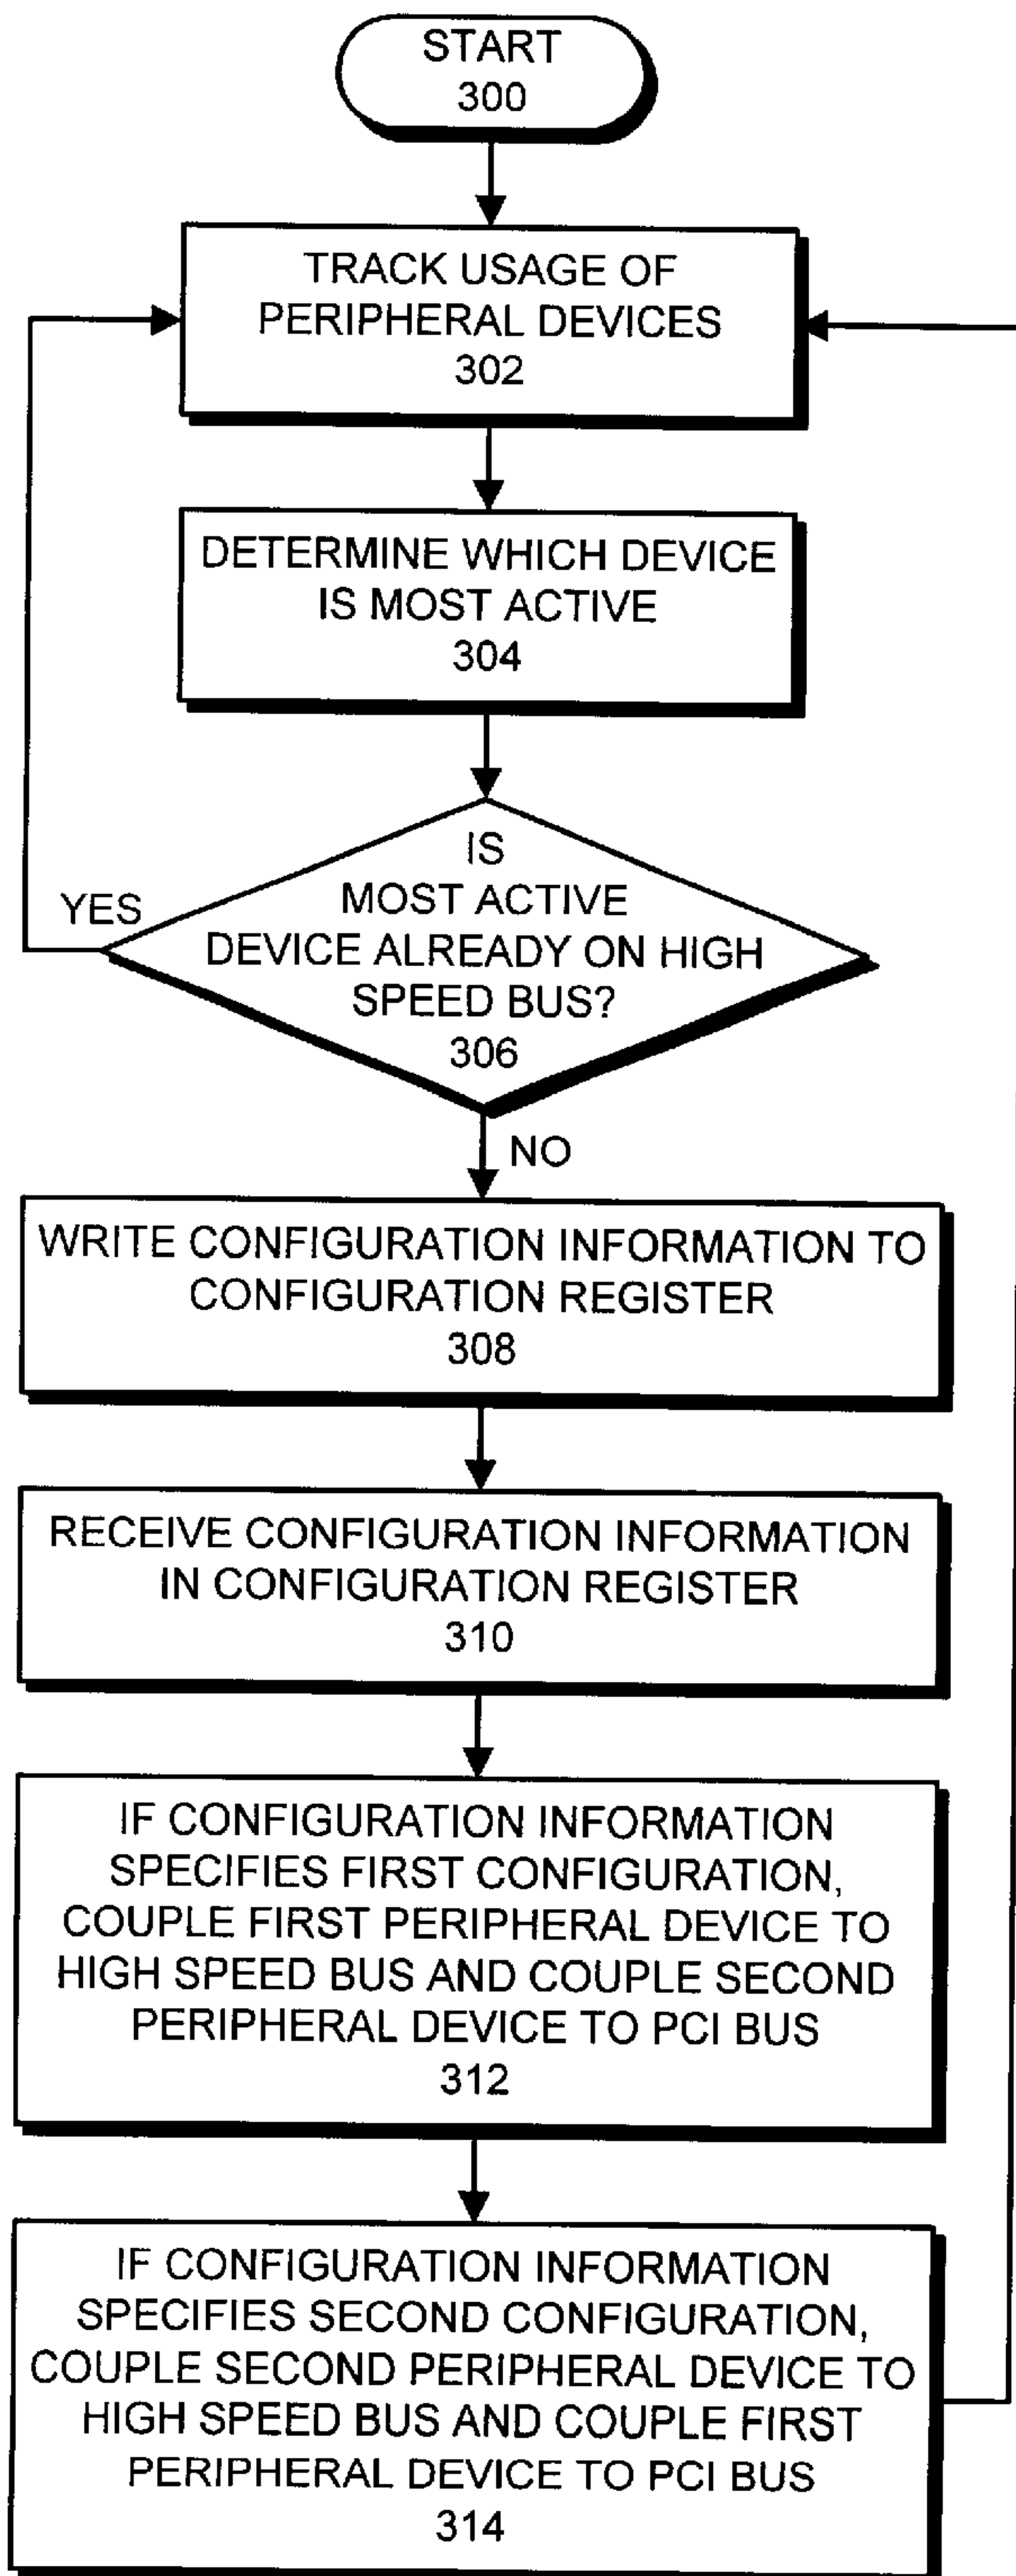 START
300
TRACK USAGE OF
PERIPHERAL DEVICES
302
DETERMINE WHICH DEVICE
IS MOST ACTIVE
304
IS
MOST ACTIVE
DEVICE ALREADY ON HIGH
SPEED BUS?
306
YES
NO
WRITE CONFIGURATION INFORMATION TO
CONFIGURATION REGISTER
308
RECEIVE CONFIGURATION INFORMATION
IN CONFIGURATION REGISTER
310
IF CONFIGURATION INFORMATION
SPECIFIES FIRST CONFIGURATION,
COUPLE FIRST PERIPHERAL DEVICE TO
HIGH SPEED BUS AND COUPLE SECOND
PERIPHERAL DEVICE TO PCI BUS
312
IF CONFIGURATION INFORMATION
SPECIFIES SECOND CONFIGURATION,
COUPLE SECOND PERIPHERAL DEVICE TO
HIGH SPEED BUS AND COUPLE FIRST
PERIPHERAL DEVICE TO PCI BUS
314